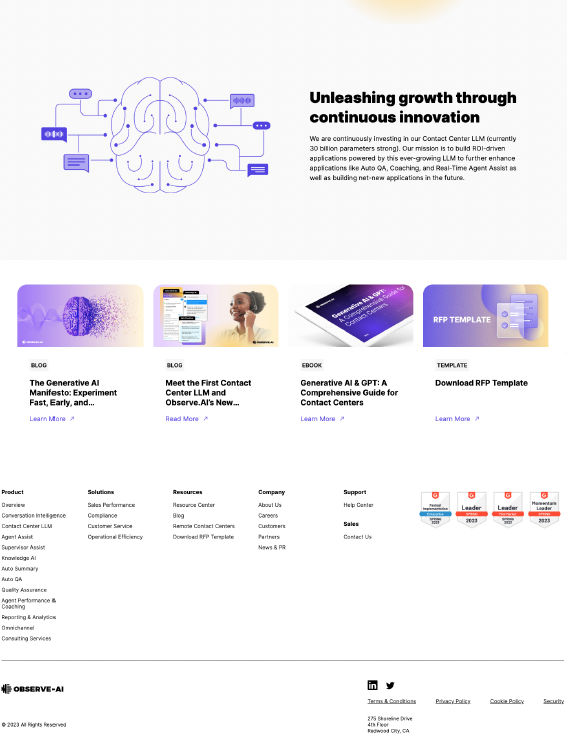 Unleashing growth through
continuous innovation
We are continuously investing in our Contact Center LLM (currently
30 billion parameters strong). Our mission is to build ROI-driven
applications powered by this ever-growing LLM to further enhance
applications like Auto QA, Coaching, and Real-Time Agent Assist as
well as building net-new applications in the future.
OBSERVE.AI
OBSERVE.AI
Generative AI & GPT:
A Comprehensive Guide for
Contact Centers
RFP TEMPLATE
BLOG
The Generative AI
Manifesto: Experiment
Fast, Early, and...
Learn More ↗
BLOG
Meet the First Contact
Center LLM and
Observe.AI's New...
Read More ↗
EBOOK
Generative AI & GPT: A
Comprehensive Guide for
Contact Centers
Learn More ↗
TEMPLATE
Download RFP Template
Learn More ↗
Product
Overview
Conversation Intelligence
Contact Center LLM
Agent Assist
Supervisor Assist
Knowledge AI
Auto Summary
Auto QA
Quality Assurance
Agent Performance &
Coaching
Reporting & Analytics
Omnichannel
Consulting Services
Solutions
Sales Performance
Compliance
Customer Service
Operational Efficiency
Resources
Resource Center
Blog
Remote Contact Centers
Download RFP Template
Company
About Us
Careers
Customers
Partners
News & PR
Support
Help Center
Sales
Contact Us
Fastest
Implementation
Enterprise
SPRING
2023
Leader
SPRING
2023
Leader
SPRING
2023
Momentum
Leader
SPRING
2023
OBSERVE.AI
© 2023 All Rights Reserved
Terms & Conditions
Privacy Policy
Cookie Policy
Security
275 Shoreline Drive
4th Floor
Redwood City, CA